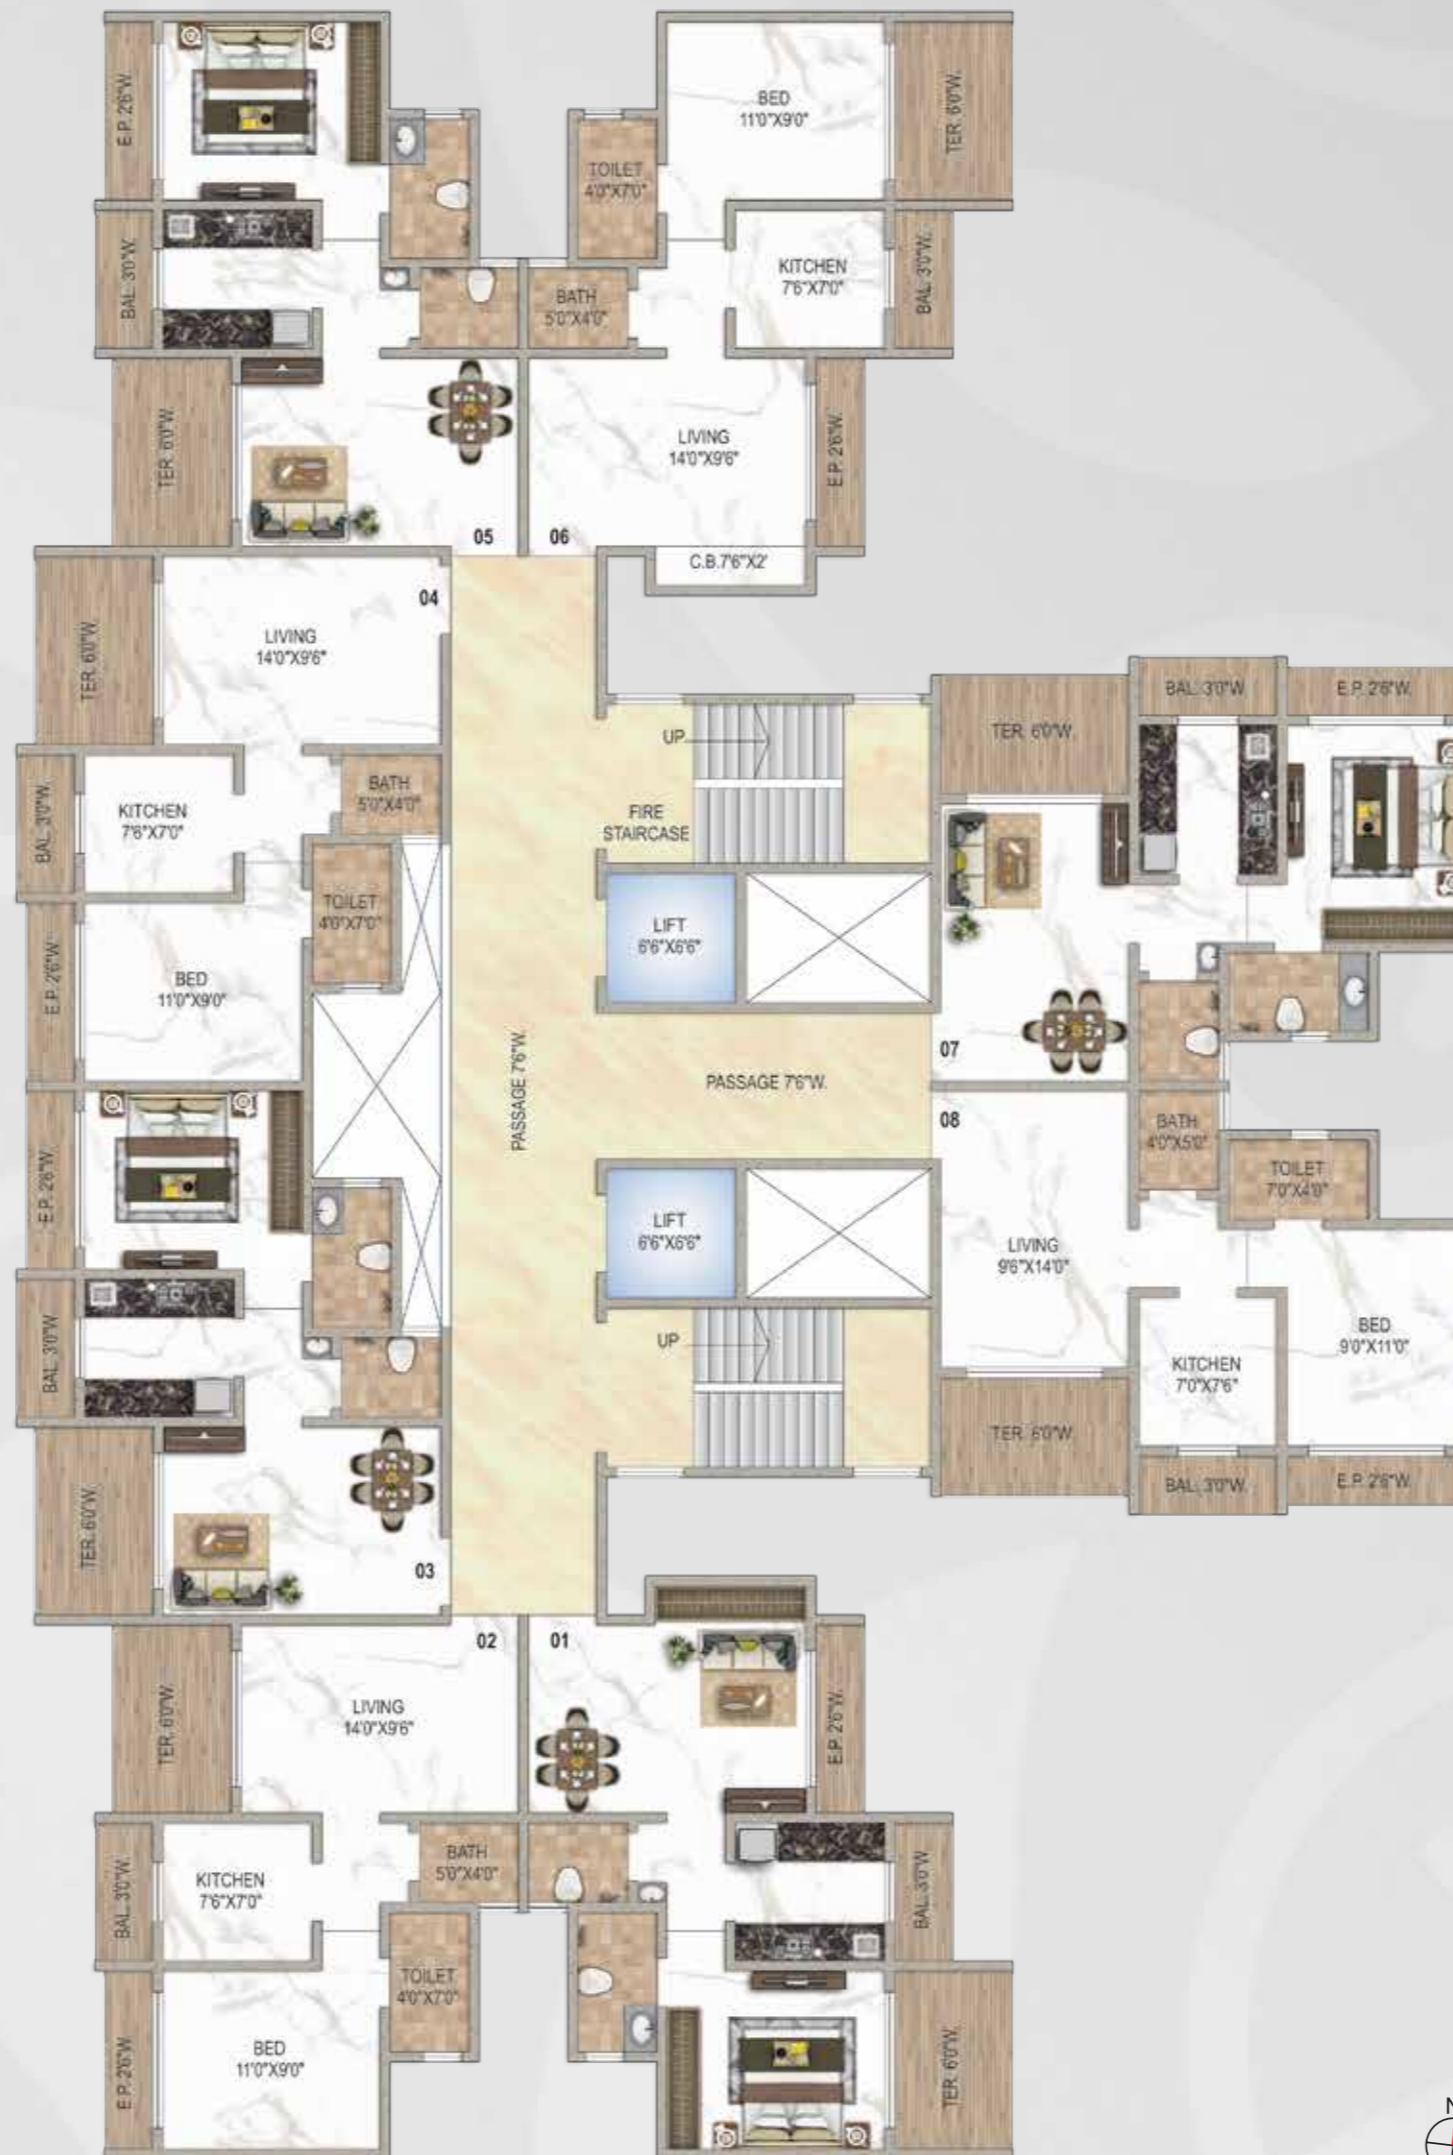 E.P. 2'6"W.
BED
11'0"X9'0"
TER. 6'0"W.
TOILET
4'0"X7'0"
BAL. 3'0"W.
KITCHEN
7'6"X7'0"
BAL. 3'0"W.
BATH
5'0"X4'0"
TER. 6'0"W.
LIVING
14'0"X9'6"
E.P. 2'6"W.
05
06
C.B.7'6"X2'
04
TER. 6'0"W.
LIVING
14'0"X9'6"
BAL. 3'0"W.
E.P. 2'6"W.
UP
TER. 6'0"W.
BAL. 3'0"W.
KITCHEN
7'6"X7'0"
BATH
5'0"X4'0"
FIRE
STAIRCASE
TOILET
4'0"X7'0"
LIFT
6'6"X6'6"
E.P. 2'6"W.
BED
11'0"X9'0"
07
PASSAGE 7'6"W.
PASSAGE 7'6"W.
08
BATH
4'0"X5'0"
E.P. 2'6"W.
TOILET
7'0"X4'0"
LIFT
6'6"X6'6"
LIVING
9'6"X14'0"
BAL. 3'0"W
UP
BED
9'0"X11'0"
KITCHEN
7'0"X7'6"
TER. 6'0"W.
TER. 6'0"W.
BAL. 3'0"W.
E.P. 2'6"W.
03
02
01
TER. 6'0"W.
LIVING
14'0"X9'6"
E.P. 2'6"W.
BAL. 3'0"W.
KITCHEN
7'6"X7'0"
BATH
5'0"X4'0"
BAL. 3'0"W
TOILET
4'0"X7'0"
E.P. 2'6"W.
BED
11'0"X9'0"
TER. 6'0"W.
N